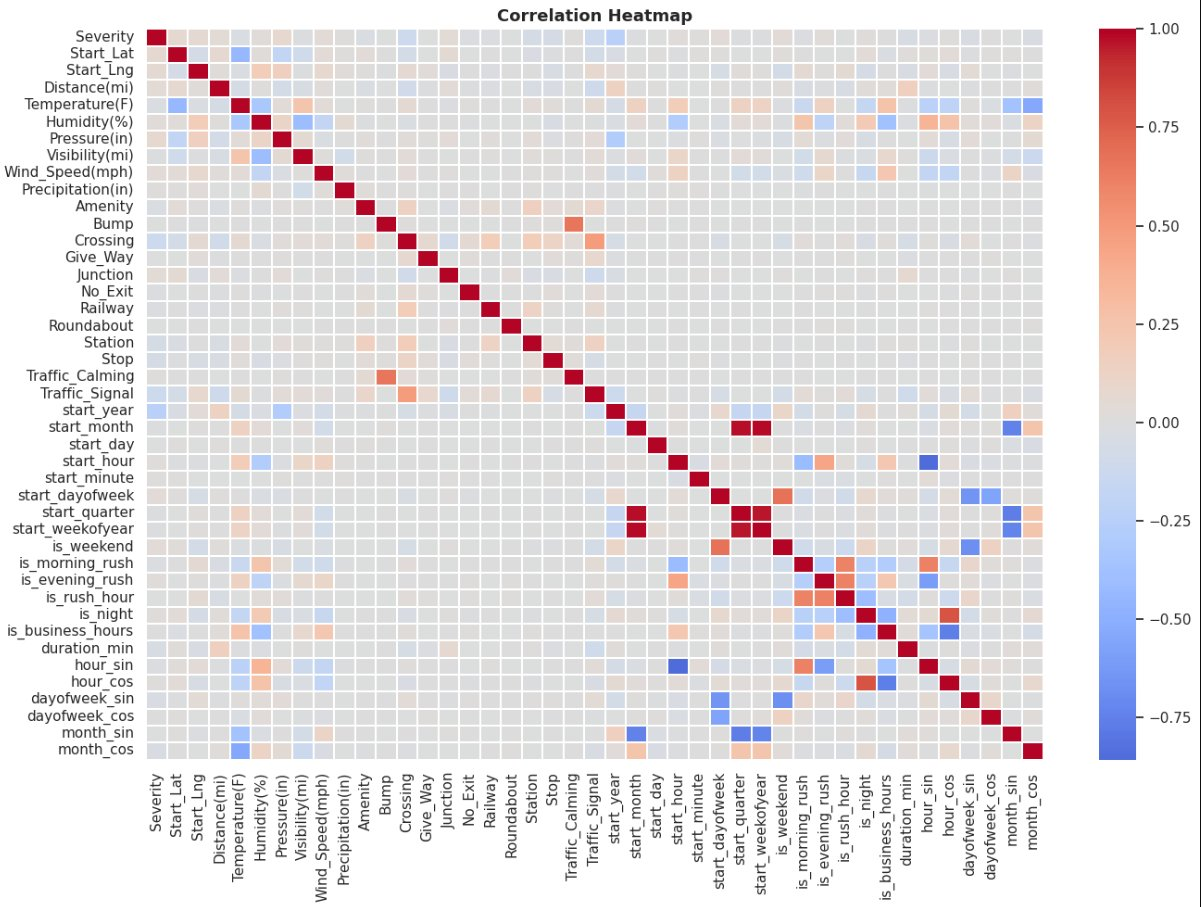 Correlation Heatmap
Severity
Start_Lat
Start_Lng
Distance(mi)
Temperature(F)
Humidity(%)
Pressure(in)
Visibility(mi)
Wind_Speed(mph)
Precipitation(in)
Amenity
Bump
Crossing
Give_Way
Junction
No_Exit
Railway
Roundabout
Station
Stop
Traffic_Calming
Traffic_Signal
start_year
start_month
start_day
start_hour
start_minute
start_dayofweek
start_quarter
start_weekofyear
is_weekend
is_morning_rush
is_evening_rush
is_rush_hour
is_night
is_business_hours
duration_min
hour_sin
hour_cos
dayofweek_sin
dayofweek_cos
month_sin
month_cos
Severity
Start_Lat
Start_Lng
Distance(mi)
Temperature(F)
Humidity(%)
Pressure(in)
Visibility(mi)
Wind_Speed(mph)
Precipitation(in)
Amenity
Bump
Crossing
Give_Way
Junction
No_Exit
Railway
Roundabout
Station
Stop
Traffic_Calming
Traffic_Signal
start_year
start_month
start_day
start_hour
start_minute
start_dayofweek
start_quarter
start_weekofyear
is_weekend
is_morning_rush
is_evening_rush
is_rush_hour
is_night
is_business_hours
duration_min
hour_sin
hour_cos
dayofweek_sin
dayofweek_cos
month_sin
month_cos
1.00
0.75
0.50
0.25
0.00
−0.25
−0.50
−0.75